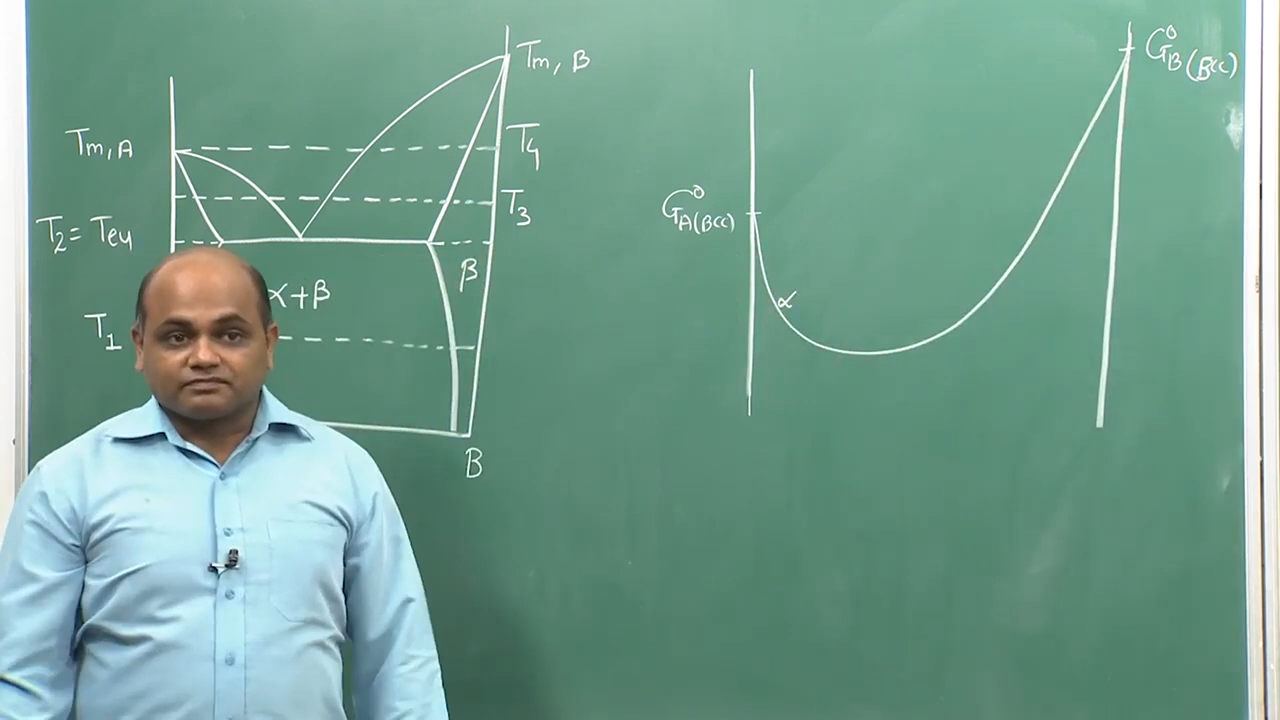 Tm, B
Tm, A
T4
T3
T2 = Teu
β
α+β
T1
B
G°B(BCC)
G°A(BCC)
α